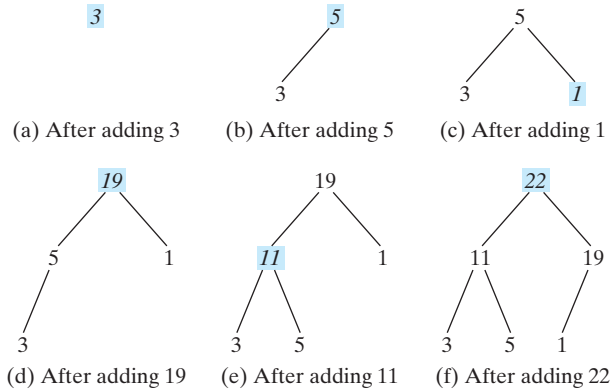 3 5 5
3 3 1
(a) After adding 3 (b) After adding 5 (c) After adding 1
19 19 22
5 1 11 1 11 19
3 3 5 3 5 1
(d) After adding 19 (e) After adding 11 (f) After adding 22